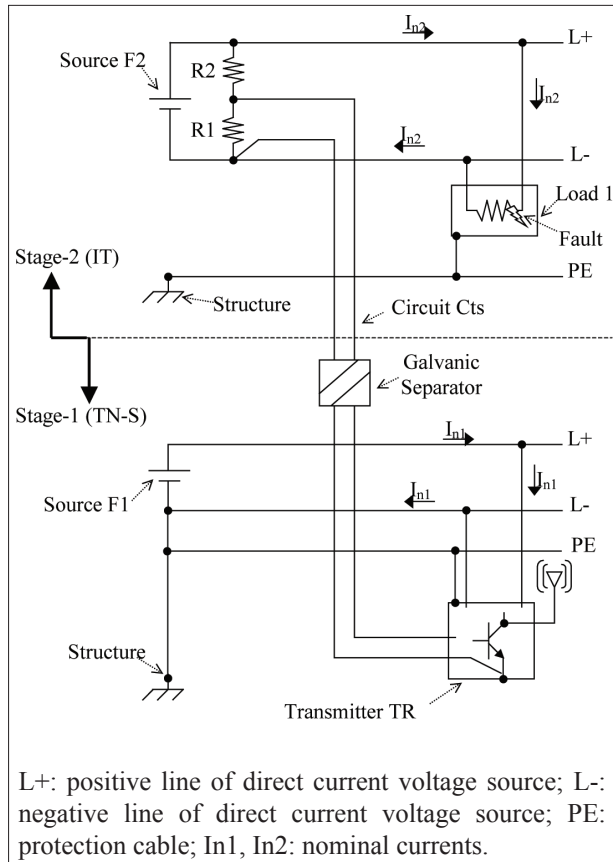 In2
L+
Source F2
R2
In2
R1
In2
L-
Load 1
Fault
Stage-2 (IT)
PE
Structure
Circuit Cts
Galvanic
Separator
Stage-1 (TN-S)
In1
L+
Source F1
In1
In1
L-
PE
Structure
Transmitter TR
L+: positive line of direct current voltage source; L-:
negative line of direct current voltage source; PE:
protection cable; In1, In2: nominal currents.